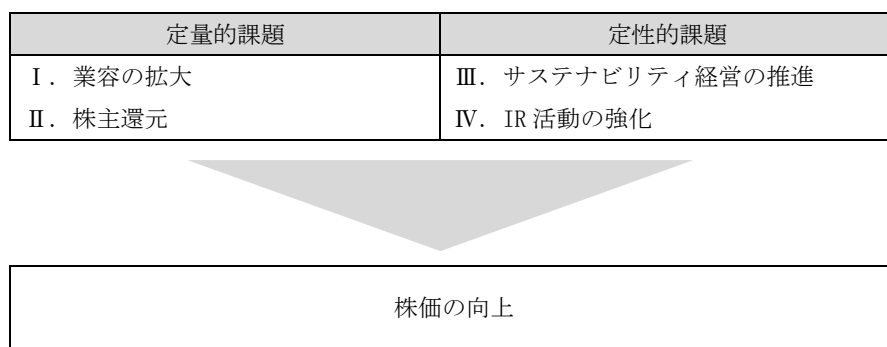 定量的課題
定性的課題
Ⅰ．業容の拡大
Ⅱ．株主還元
Ⅲ．サステナビリティ経営の推進
Ⅳ．IR 活動の強化
株価の向上